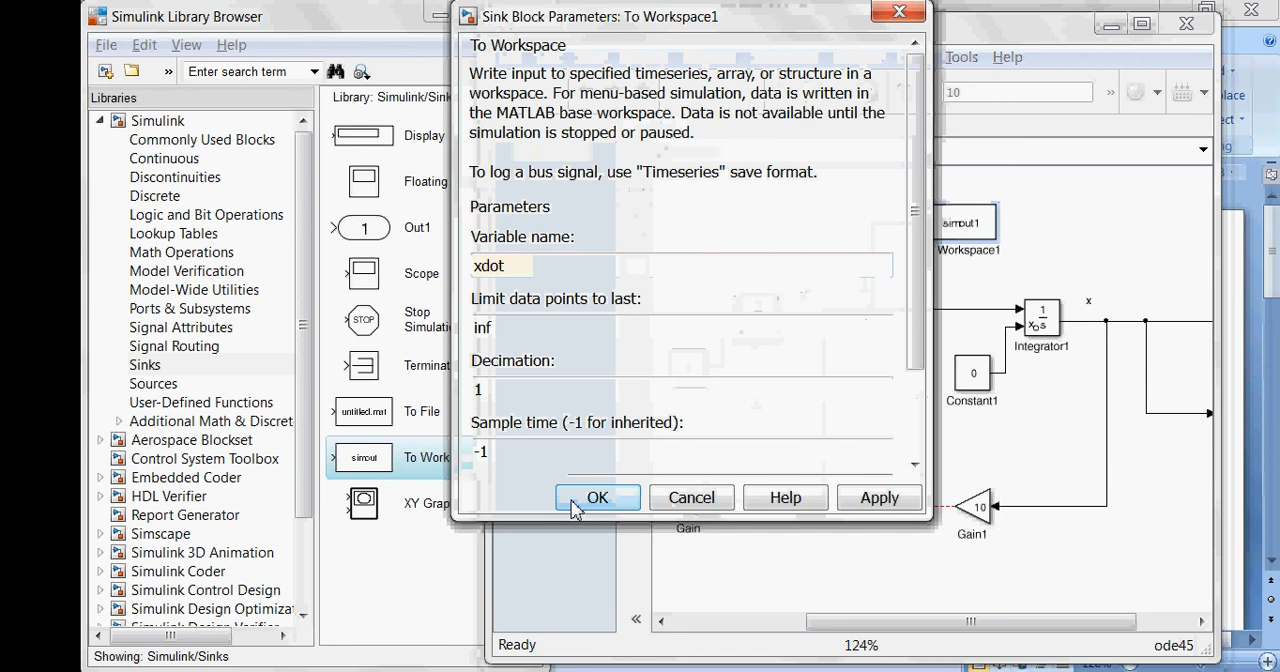 Simulink Library Browser
File Edit View Help
» Enter search term
Libraries
Library: Simulink/Sink
Simulink
Commonly Used Blocks
Continuous
Discontinuities
Discrete
Logic and Bit Operations
Lookup Tables
Math Operations
Model Verification
Model-Wide Utilities
Ports & Subsystems
Signal Attributes
Signal Routing
Sinks
Sources
User-Defined Functions
Additional Math & Discret
Aerospace Blockset
Control System Toolbox
Embedded Coder
HDL Verifier
Report Generator
Simscape
Simulink 3D Animation
Simulink Coder
Simulink Control Design
Simulink Design Optimiza
Simulink Design Verifier
Showing: Simulink/Sinks
Display
Floating
1 Out1
Scope
STOP Stop
Simulati
Termina
untitled.mat To File
simout To Work
XY Grap
Sink Block Parameters: To Workspace1
To Workspace
Write input to specified timeseries, array, or structure in a
workspace. For menu-based simulation, data is written in
the MATLAB base workspace. Data is not available until the
simulation is stopped or paused.
To log a bus signal, use "Timeseries" save format.
Parameters
Variable name:
xdot
Limit data points to last:
inf
Decimation:
1
Sample time (-1 for inherited):
-1
OK Cancel Help Apply
Tools Help
10 »
simout1
Workspace1
x
1
s
xo
Integrator1
0
Constant1
10
Gain1
Gain
«
Ready 124% ode45
place